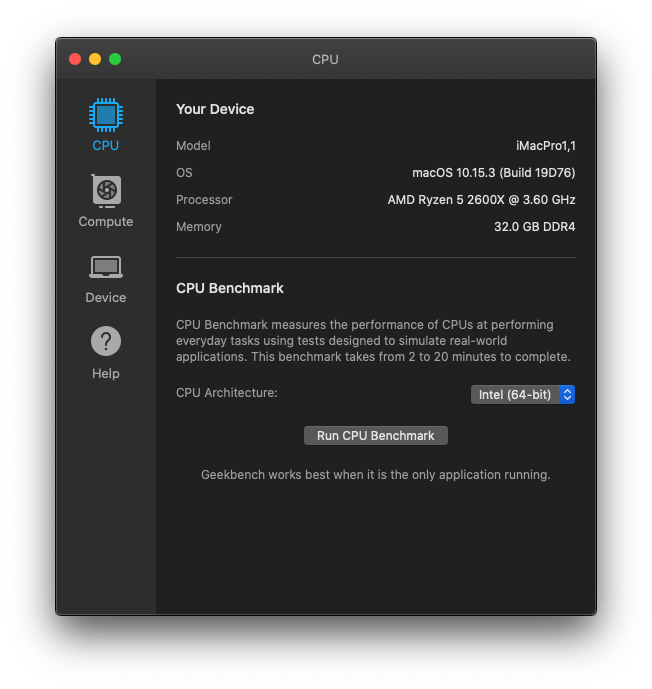 CPU
CPU
Compute
Device
Help
Your Device
Model iMacPro1,1
OS macOS 10.15.3 (Build 19D76)
Processor AMD Ryzen 5 2600X @ 3.60 GHz
Memory 32.0 GB DDR4
CPU Benchmark
CPU Benchmark measures the performance of CPUs at performing
everyday tasks using tests designed to simulate real-world
applications. This benchmark takes from 2 to 20 minutes to complete.
CPU Architecture: Intel (64-bit)
Run CPU Benchmark
Geekbench works best when it is the only application running.